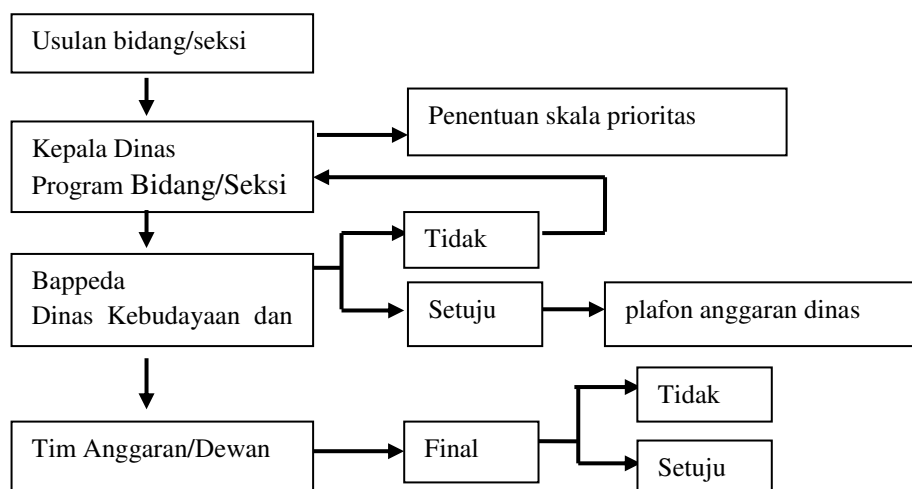 Usulan bidang/seksi
Penentuan skala prioritas
Kepala Dinas
Program Bidang/Seksi
Tidak
Bappeda
Dinas Kebudayaan dan
Setuju
plafon anggaran dinas
Tidak
Tim Anggaran/Dewan
Final
Setuju